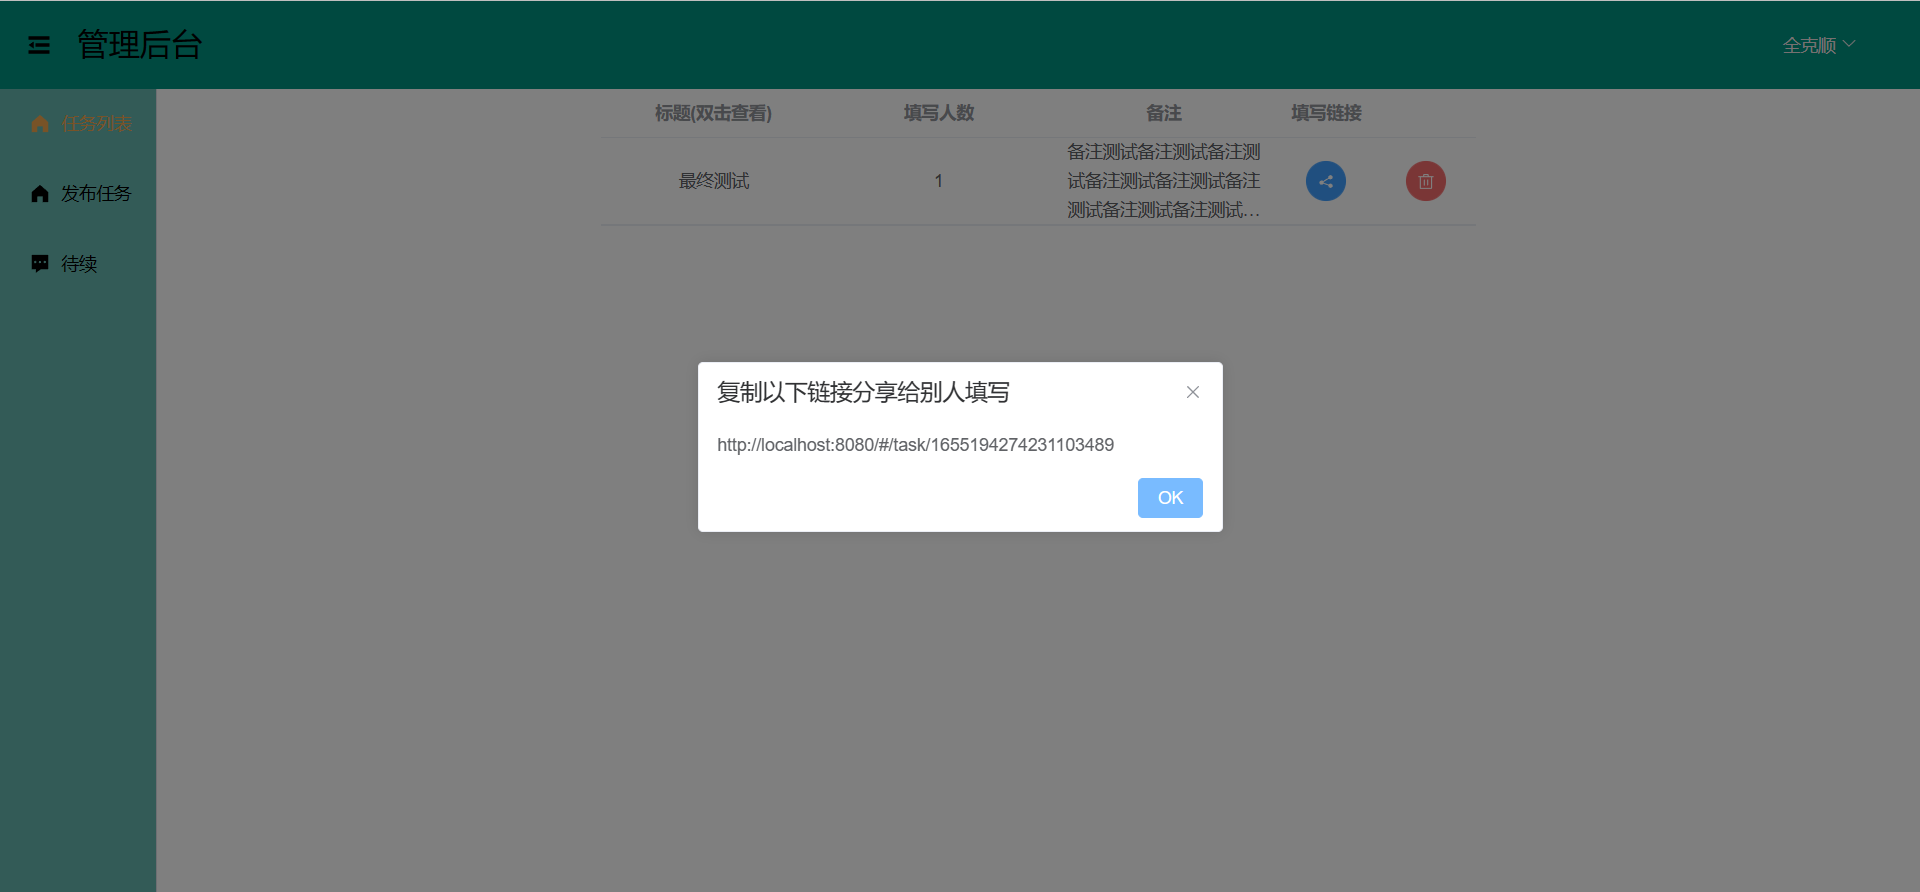 管理后台
全克顺
任务列表
发布任务
待续
标题(双击查看) 填写人数 备注 填写链接
最终测试 1
备注测试备注测试备注测
试备注测试备注测试备注
测试备注测试备注测试…
复制以下链接分享给别人填写
http://localhost:8080/#/task/1655194274231103489
OK